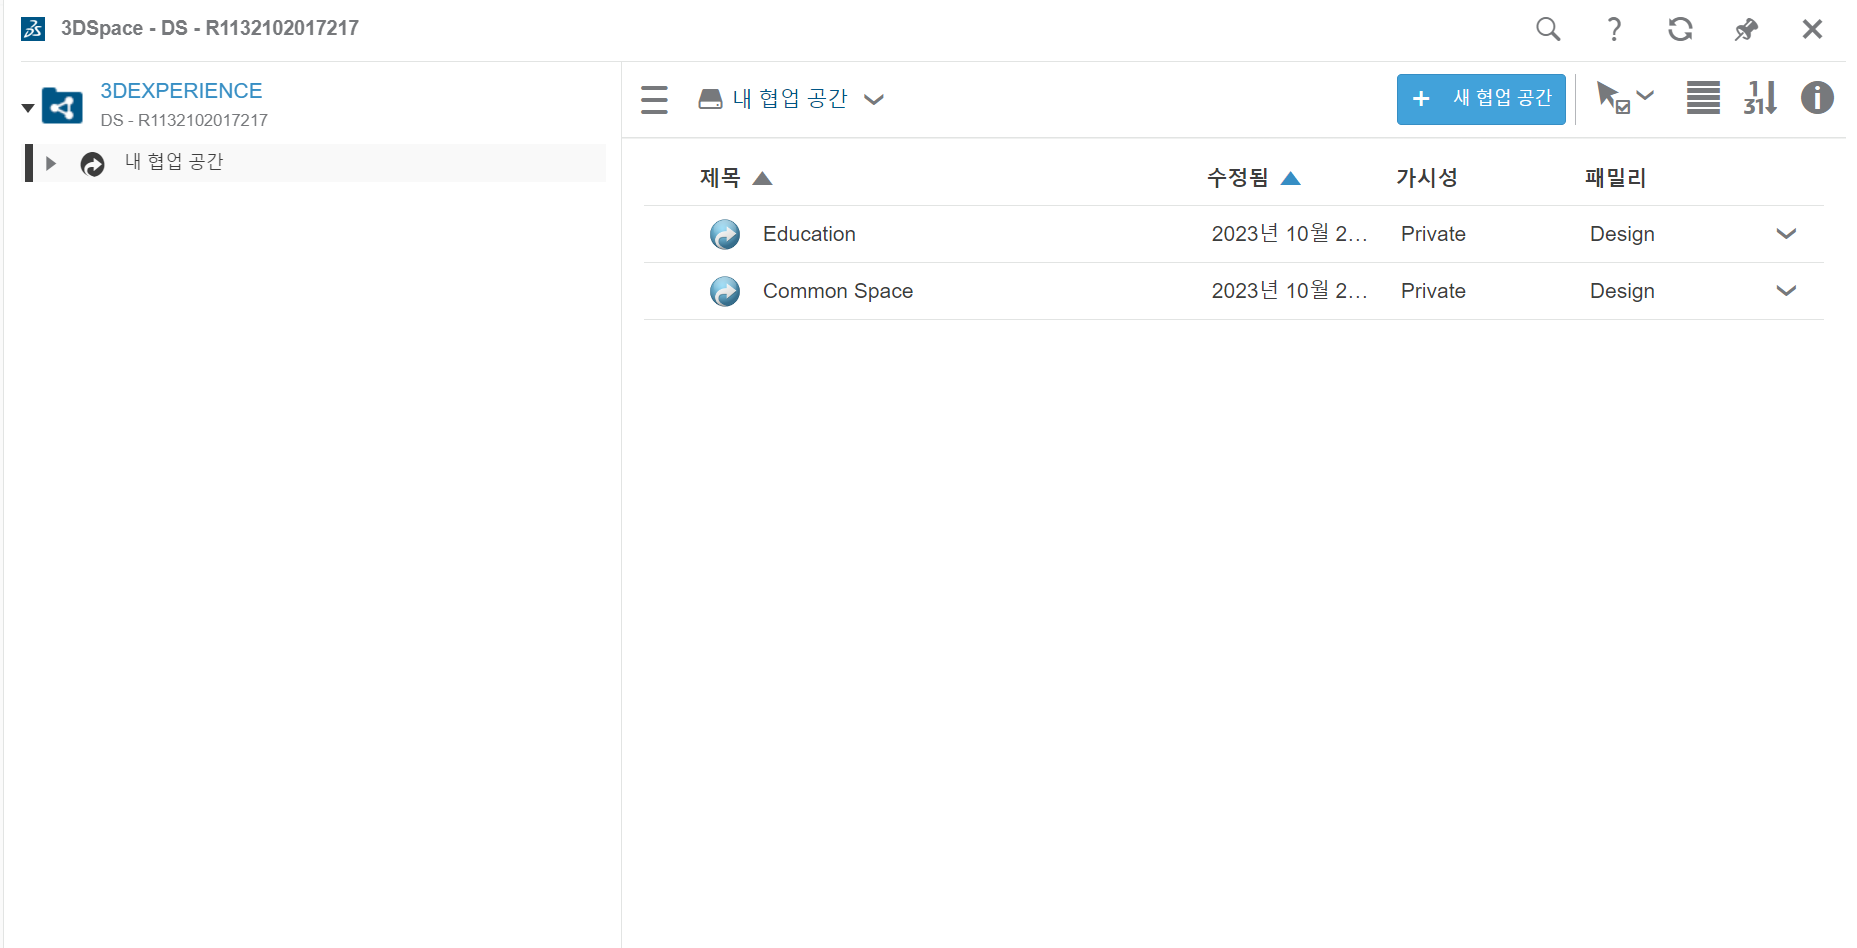 3DSpace - DS - R1132102017217
3DEXPERIENCE
DS - R1132102017217
내 협업 공간
내 협업 공간
+ 새 협업 공간
제목 수정됨 가시성 패밀리
Education 2023년 10월 2... Private Design
Common Space 2023년 10월 2... Private Design